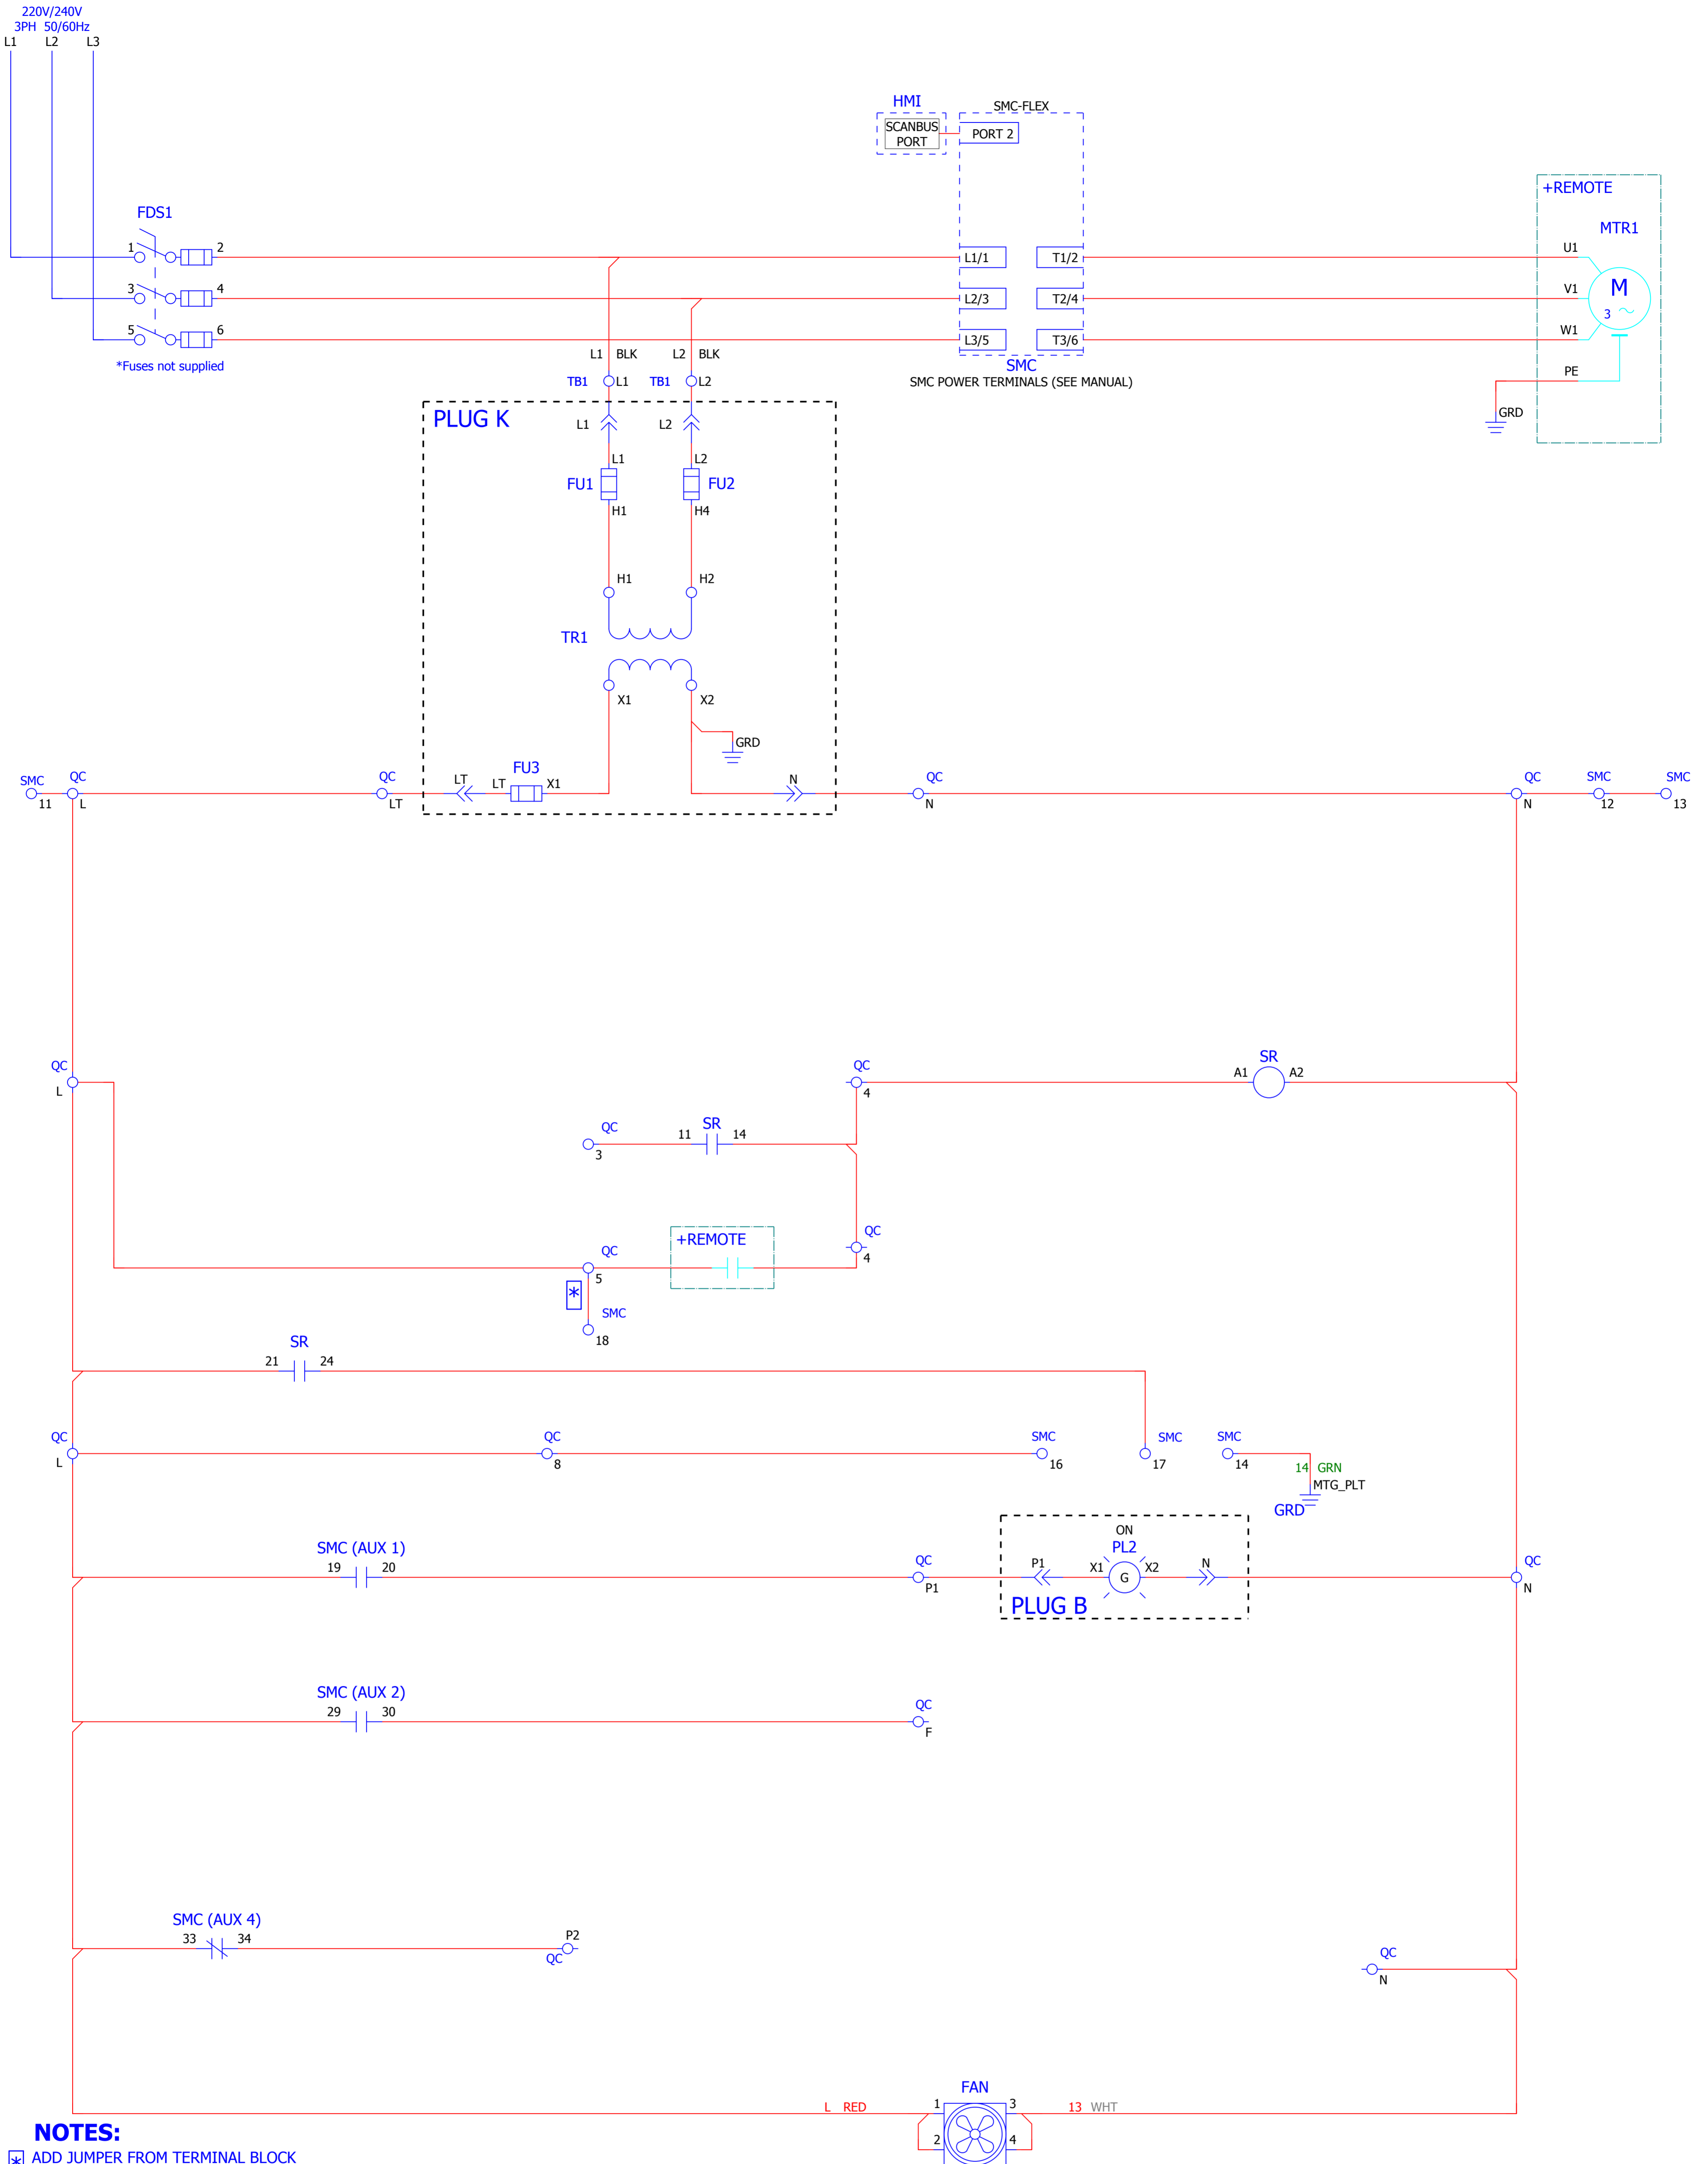 220V/240V
3PH 50/60Hz
L1 L2 L3
HMI
SMC-FLEX
SCANBUS
PORT
PORT 2
+REMOTE
MTR1
FDS1
1 2
L1/1 T1/2
U1
3 4
L2/3 T2/4
V1
M
3
5 6
L3/5 T3/6
W1
*Fuses not supplied
L1 BLK L2 BLK
SMC
SMC POWER TERMINALS (SEE MANUAL)
PE
GRD
TB1 L1 TB1 L2
PLUG K
L1 L2
L1 L2
FU1 FU2
H1 H4
H1 H2
TR1
X1 X2
GRD
SMC QC QC LT LT FU3 X1 N QC QC SMC SMC
11 L LT N N 12 13
QC QC SR
L 4 A1 A2
QC 11 SR 14
3
+REMOTE QC
4
QC
5
*
SMC
18
SR
21 24
QC QC SMC SMC SMC
L 8 16 17 14
14 GRN
MTG_PLT
GRD
SMC (AUX 1)
19 20
QC
P1
ON
PL2
P1 X1 G X2 N
PLUG B
QC
N
SMC (AUX 2)
29 30
QC
F
SMC (AUX 4)
33 34
P2
QC
QC
N
FAN
L RED 1 3 13 WHT
2 4
NOTES:
* ADD JUMPER FROM TERMINAL BLOCK